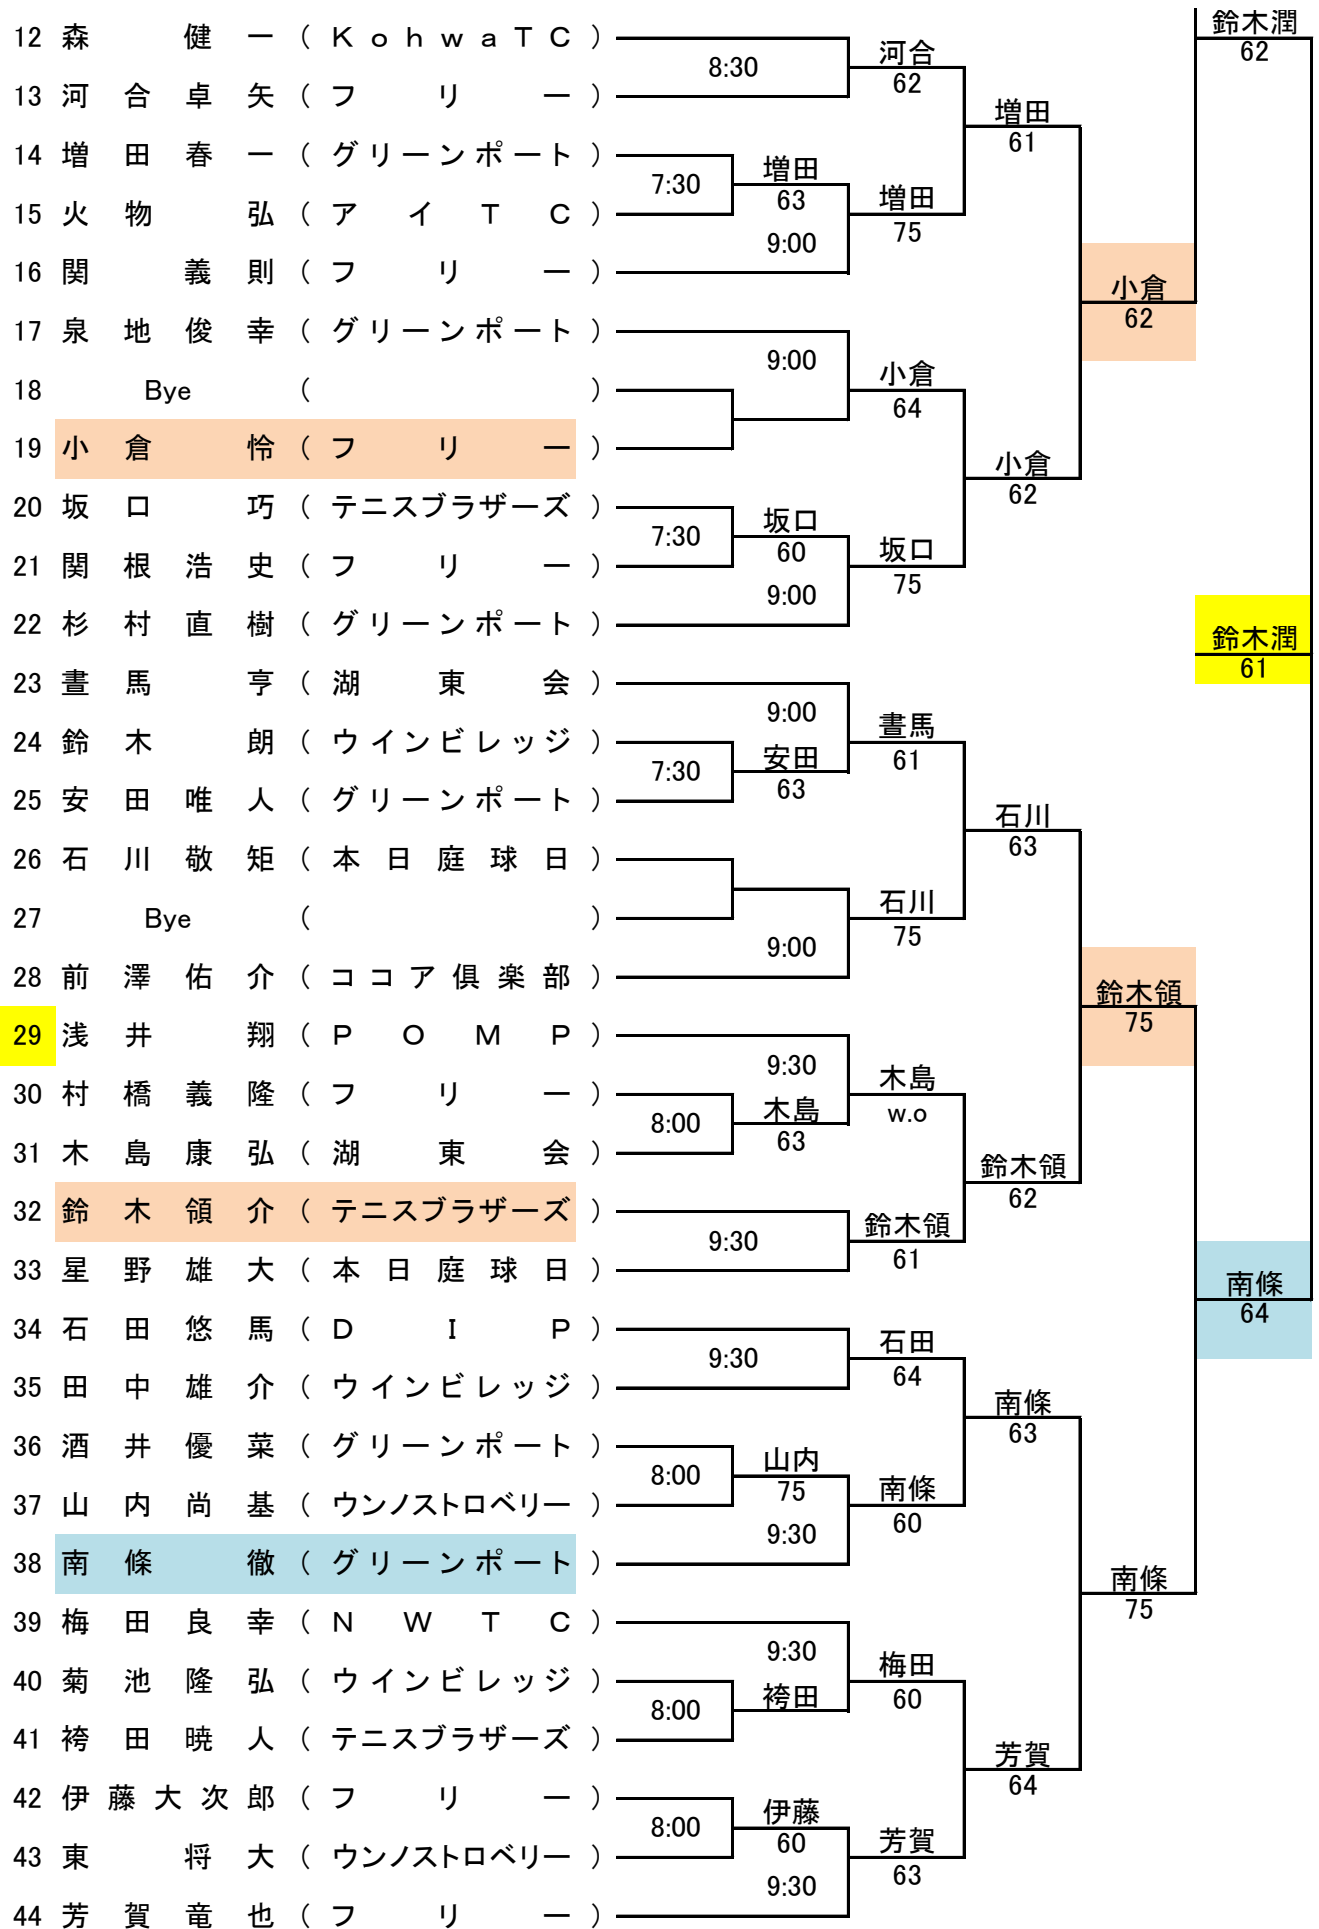 鈴木潤
12 森 健一 ( KohwaTC )
62
河合
8:30
62
13 河合卓矢 ( フリー )
増田
61
14 増田春一 ( グリーンポート )
増田
7:30
63
増田
15 火物 弘 ( アイTC )
75
9:00
16 関 義則 ( フリー )
小倉
62
17 泉地俊幸 ( グリーンポート )
9:00
小倉
18 Bye ( )
64
19 小倉 怜 ( フリー )
小倉
62
20 坂口 巧 ( テニスブラザーズ )
坂口
7:30
60
坂口
21 関根浩史 ( フリー )
75
9:00
22 杉村直樹 ( グリーンポート )
鈴木潤
61
23 晝馬 亨 ( 湖東会 )
9:00
晝馬
24 鈴木 朗 ( ウインビレッジ )
安田
61
7:30
63
25 安田唯人 ( グリーンポート )
石川
63
26 石川敬矩 ( 本日庭球日 )
石川
27 Bye ( )
75
9:00
28 前澤佑介 ( ココア倶楽部 )
鈴木領
75
29 浅井 翔 ( POMP )
9:30
木島
30 村橋義隆 ( フリー )
木島
w.o
8:00
63
31 木島康弘 ( 湖東会 )
鈴木領
62
32 鈴木領介 ( テニスブラザーズ )
鈴木領
9:30
61
33 星野雄大 ( 本日庭球日 )
南條
64
34 石田悠馬 ( DIP )
石田
9:30
64
35 田中雄介 ( ウインビレッジ )
南條
63
36 酒井優菜 ( グリーンポート )
山内
8:00
75
南條
37 山内尚基 ( ウンノストロベリー )
60
9:30
38 南條 徹 ( グリーンポート )
南條
75
39 梅田良幸 ( NWTC )
9:30
梅田
40 菊池隆弘 ( ウインビレッジ )
袴田
60
8:00
41 袴田暁人 ( テニスブラザーズ )
芳賀
64
42 伊藤大次郎 ( フリー )
伊藤
8:00
60
芳賀
43 東 将大 ( ウンノストロベリー )
63
9:30
44 芳賀竜也 ( フリー )